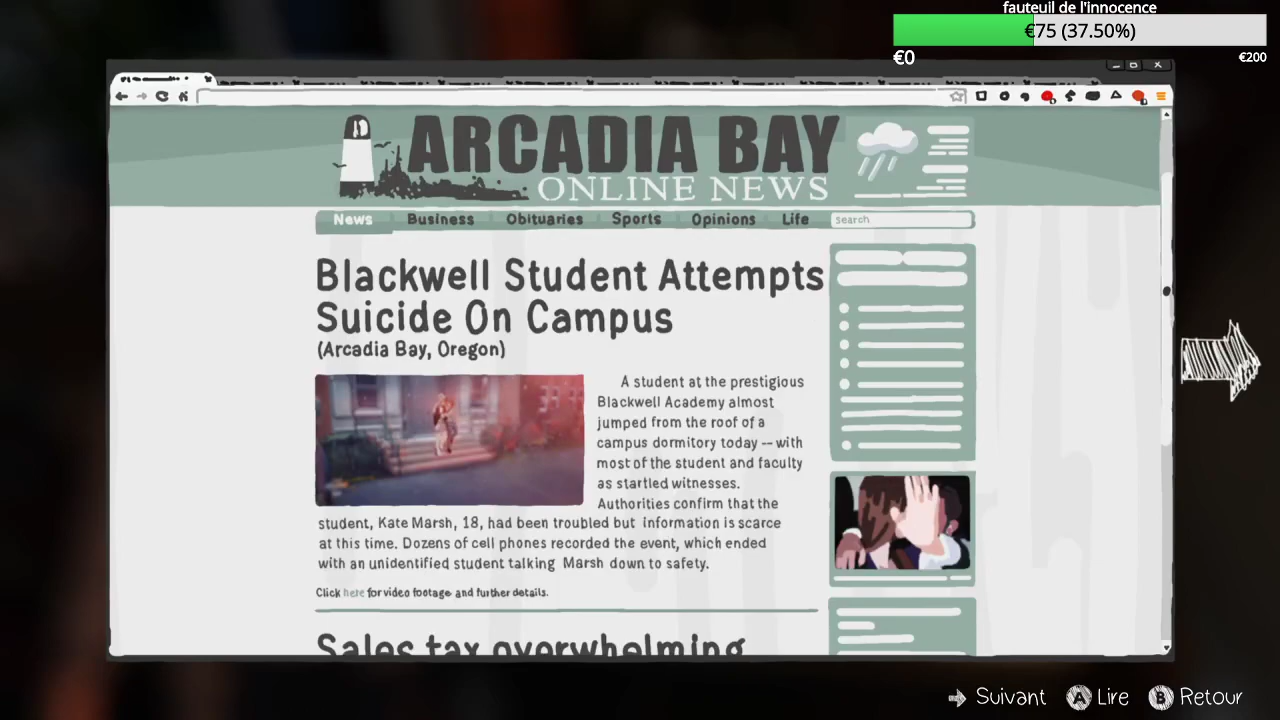 fauteuil de l'innocence
€75 (37.50%)
€0
€200
ARCADIA BAY
ONLINE NEWS
News
Business
Obituaries
Sports
Opinions
Life
search
Blackwell Student Attempts
Suicide On Campus
(Arcadia Bay, Oregon)
A student at the prestigious
Blackwell Academy almost
jumped from the roof of a
campus dormitory today -- with
most of the student and faculty
as startled witnesses.
Authorities confirm that the
student, Kate Marsh, 18, had been troubled but information is scarce
at this time. Dozens of cell phones recorded the event, which ended
with an unidentified student talking Marsh down to safety.
Click here for video footage and further details.
Sales tax overwhelming
Suivant
A Lire
B Retour